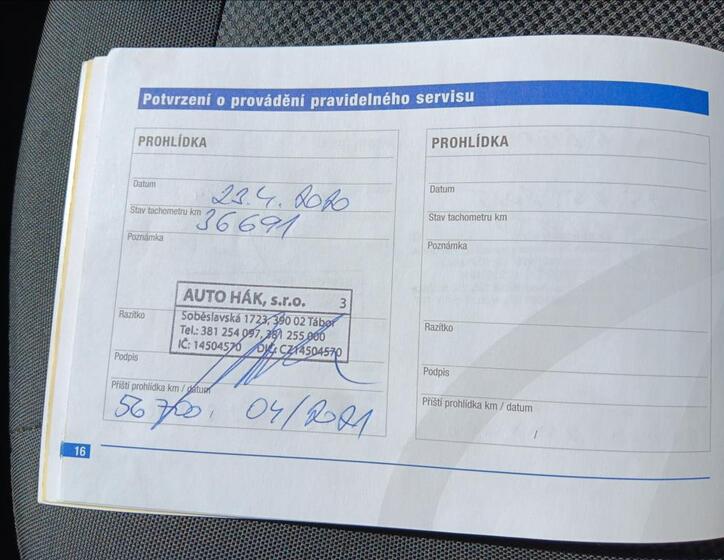 Potvrzení o provádění pravidelného servisu
PROHLÍDKA
Datum 23.4. 2020
Stav tachometru km 36691
Poznámka
AUTO HÁK, s.r.o. 3
Soběslavská 1723, 390 02 Tábor
Tel.: 381 254 097, 381 255 000
IČ: 14504570 DIČ: CZ14504570
Razítko
Podpis
Příští prohlídka km / datum
56700, 04/2021
PROHLÍDKA
Datum
Stav tachometru km
Poznámka
Razítko
Podpis
Příští prohlídka km / datum
/
16